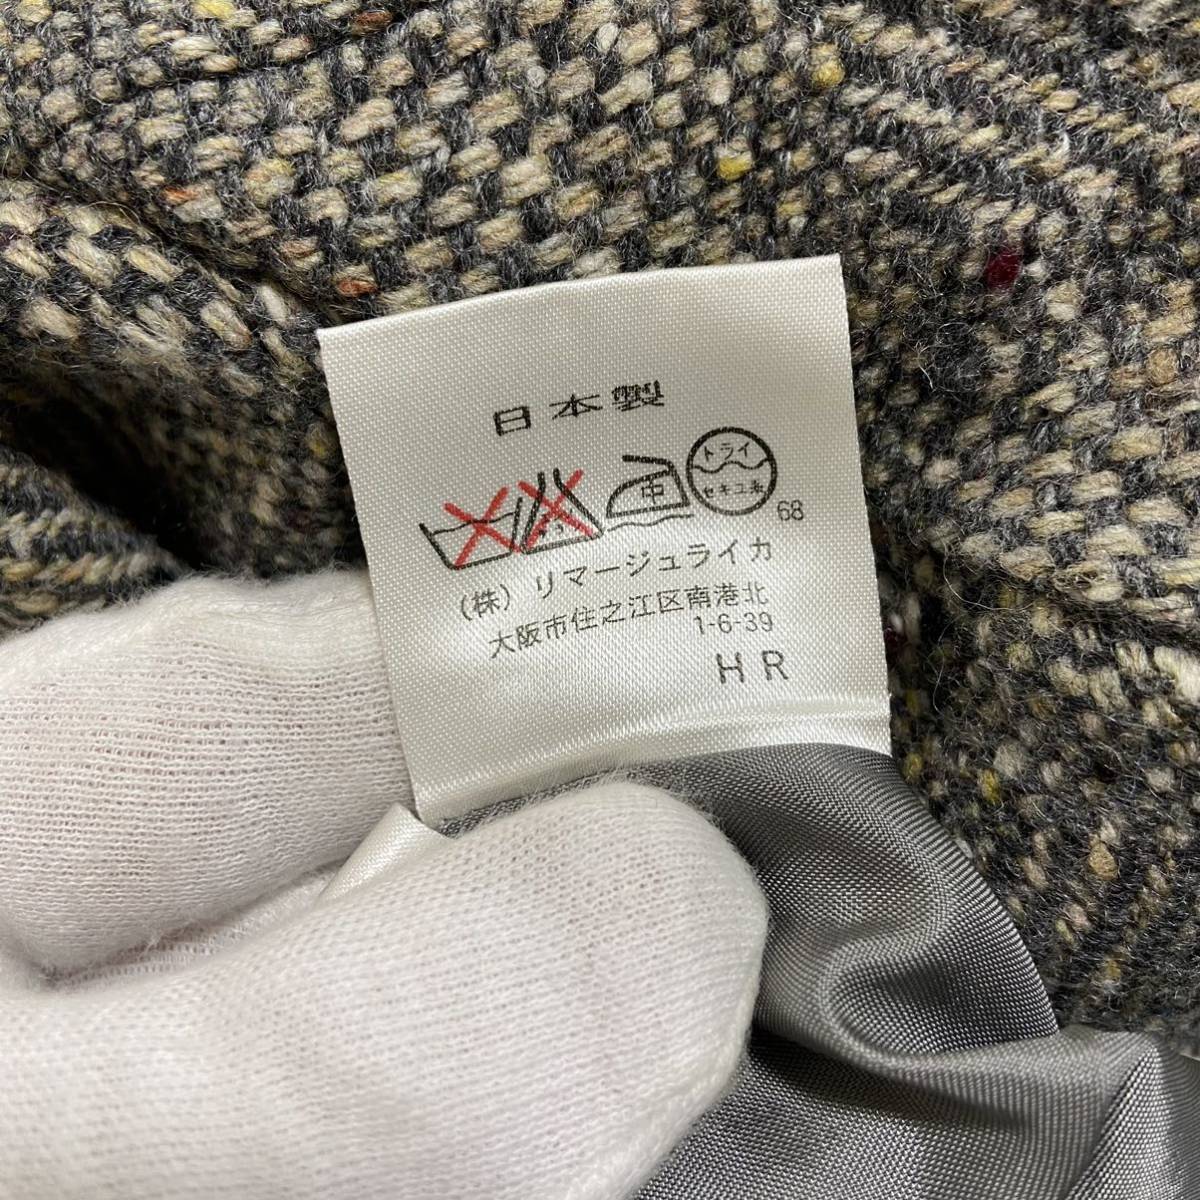 日本製
中
ドライ
セキユ系
68
(株) リマージュライカ
大阪市住之江区南港北
1-6-39
HR